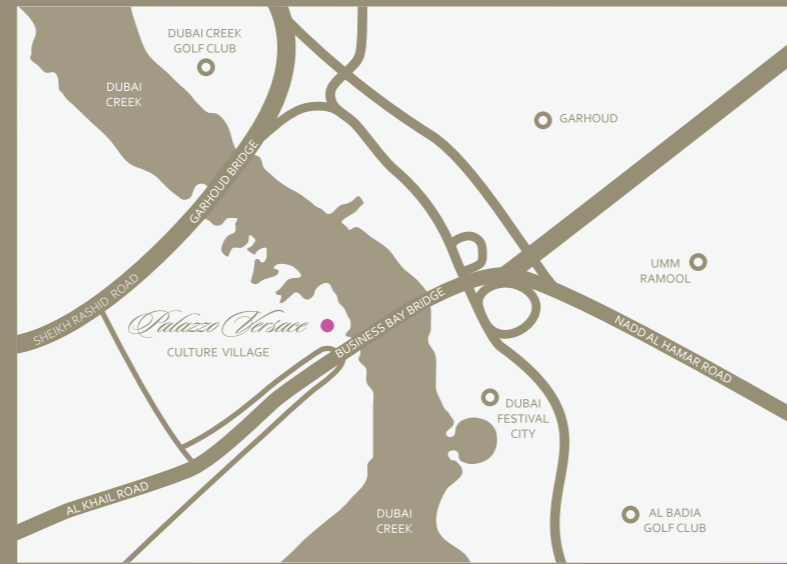 DUBAI CREEK
GOLF CLUB
DUBAI
CREEK
GARHOUD
GARHOUD BRIDGE
UMM
RAMOOL
SHEIKH RASHID ROAD
Palazzo Versace
CULTURE VILLAGE
BUSINESS BAY BRIDGE
NADD AL HAMAR ROAD
DUBAI
FESTIVAL
CITY
AL KHAIL ROAD
DUBAI
CREEK
AL BADIA
GOLF CLUB